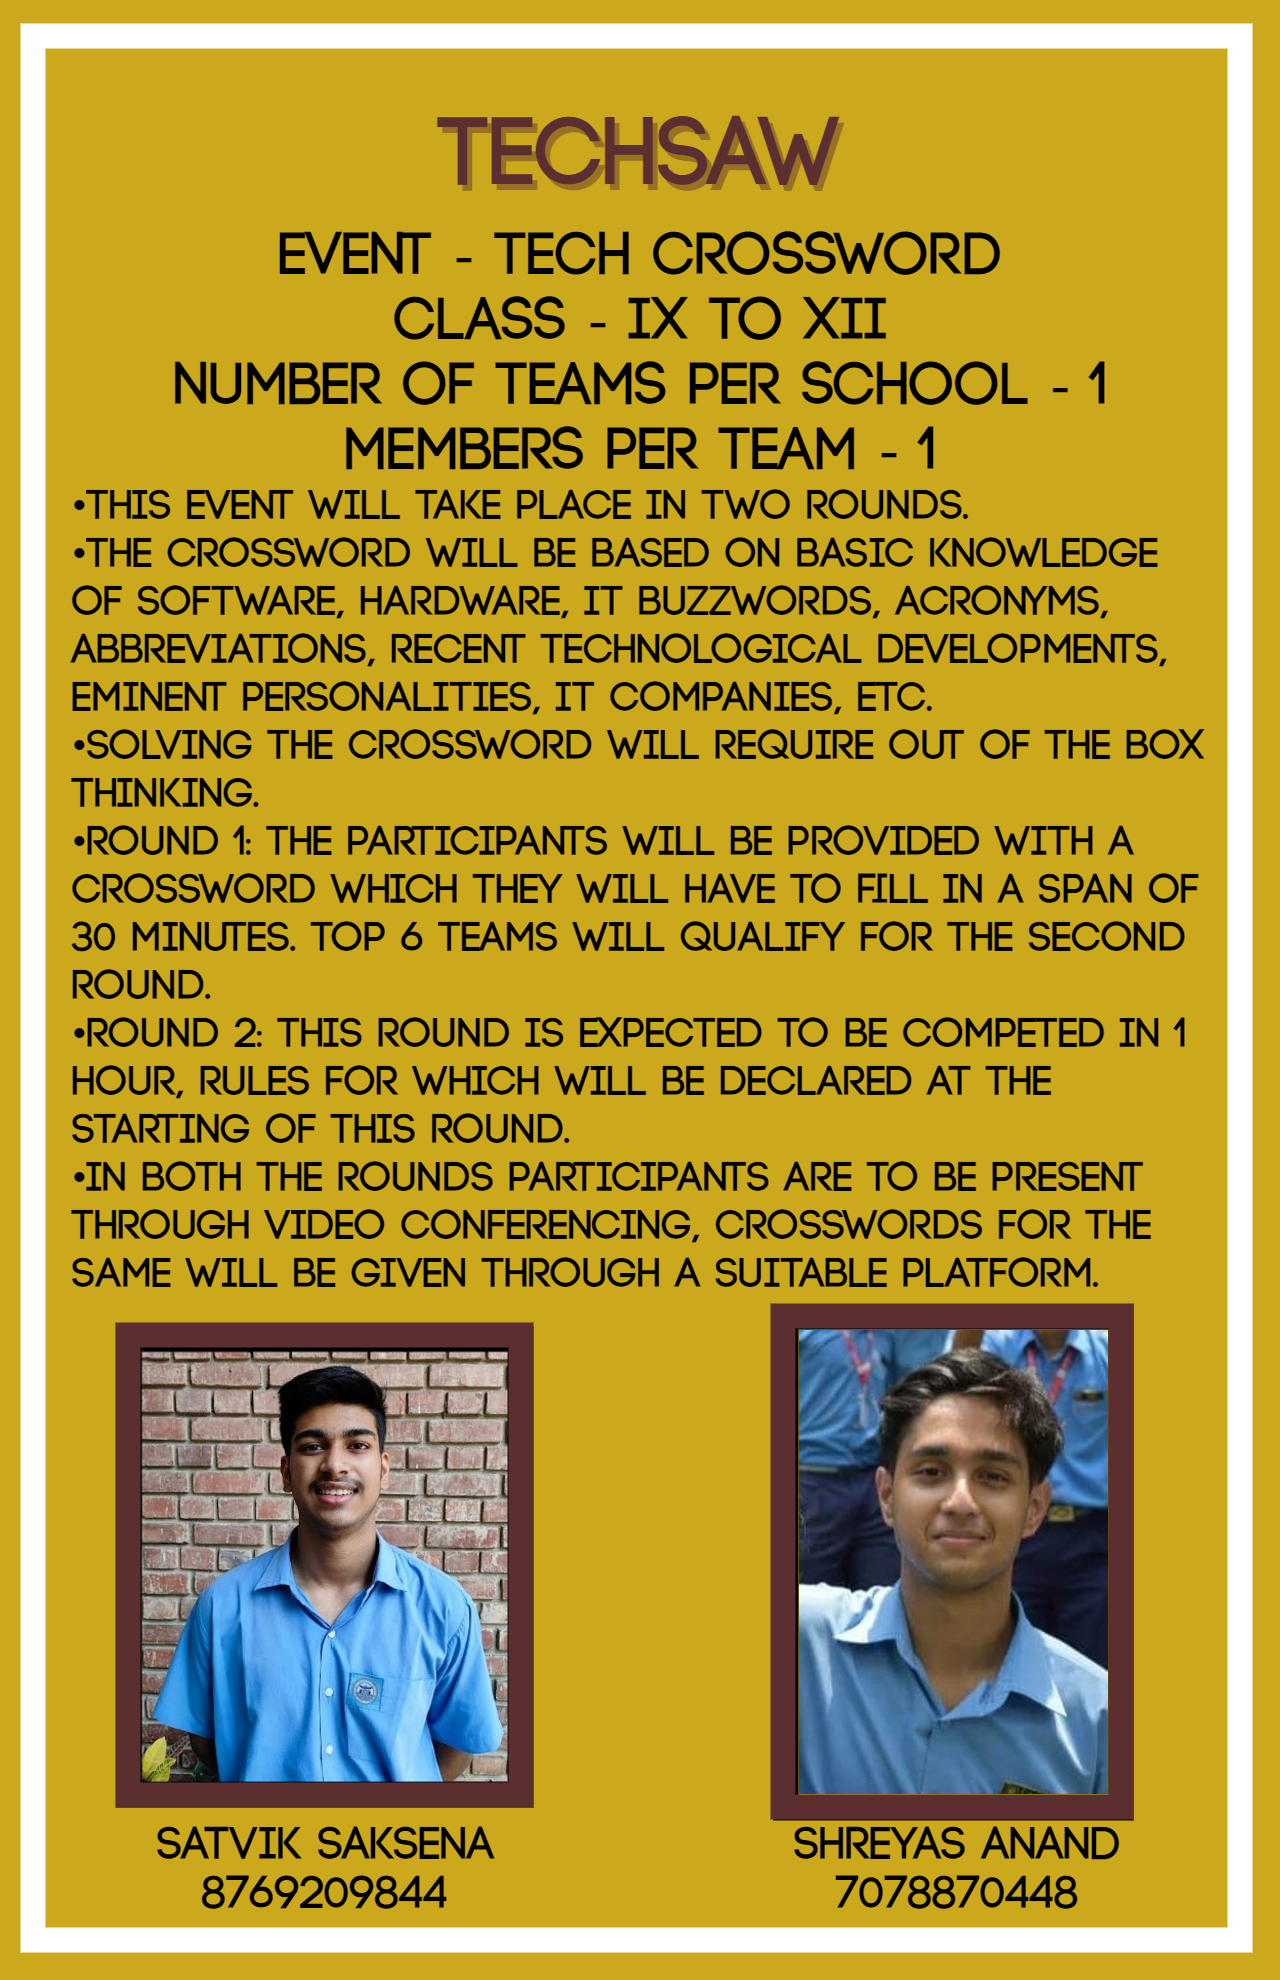 TECHSAW
EVENT - TECH CROSSWORD
CLASS - IX TO XII
NUMBER OF TEAMS PER SCHOOL - 1
MEMBERS PER TEAM - 1
•THIS EVENT WILL TAKE PLACE IN TWO ROUNDS.
•THE CROSSWORD WILL BE BASED ON BASIC KNOWLEDGE
OF SOFTWARE, HARDWARE, IT BUZZWORDS, ACRONYMS,
ABBREVIATIONS, RECENT TECHNOLOGICAL DEVELOPMENTS,
EMINENT PERSONALITIES, IT COMPANIES, ETC.
•SOLVING THE CROSSWORD WILL REQUIRE OUT OF THE BOX
THINKING.
•ROUND 1: THE PARTICIPANTS WILL BE PROVIDED WITH A
CROSSWORD WHICH THEY WILL HAVE TO FILL IN A SPAN OF
30 MINUTES. TOP 6 TEAMS WILL QUALIFY FOR THE SECOND
ROUND.
•ROUND 2: THIS ROUND IS EXPECTED TO BE COMPETED IN 1
HOUR, RULES FOR WHICH WILL BE DECLARED AT THE
STARTING OF THIS ROUND.
•IN BOTH THE ROUNDS PARTICIPANTS ARE TO BE PRESENT
THROUGH VIDEO CONFERENCING, CROSSWORDS FOR THE
SAME WILL BE GIVEN THROUGH A SUITABLE PLATFORM.
SATVIK SAKSENA
8769209844
SHREYAS ANAND
7078870448